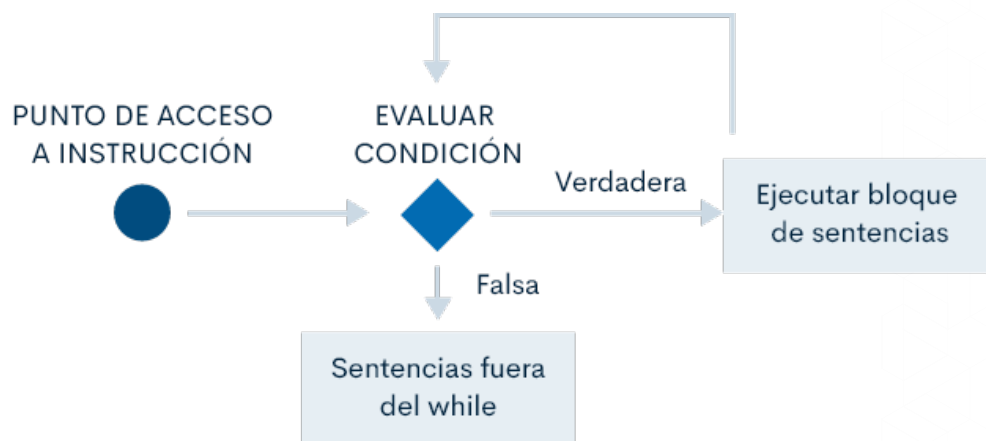 PUNTO DE ACCESO
A INSTRUCCIÓN
EVALUAR
CONDICIÓN
Verdadera
Ejecutar bloque
de sentencias
Falsa
Sentencias fuera
del while